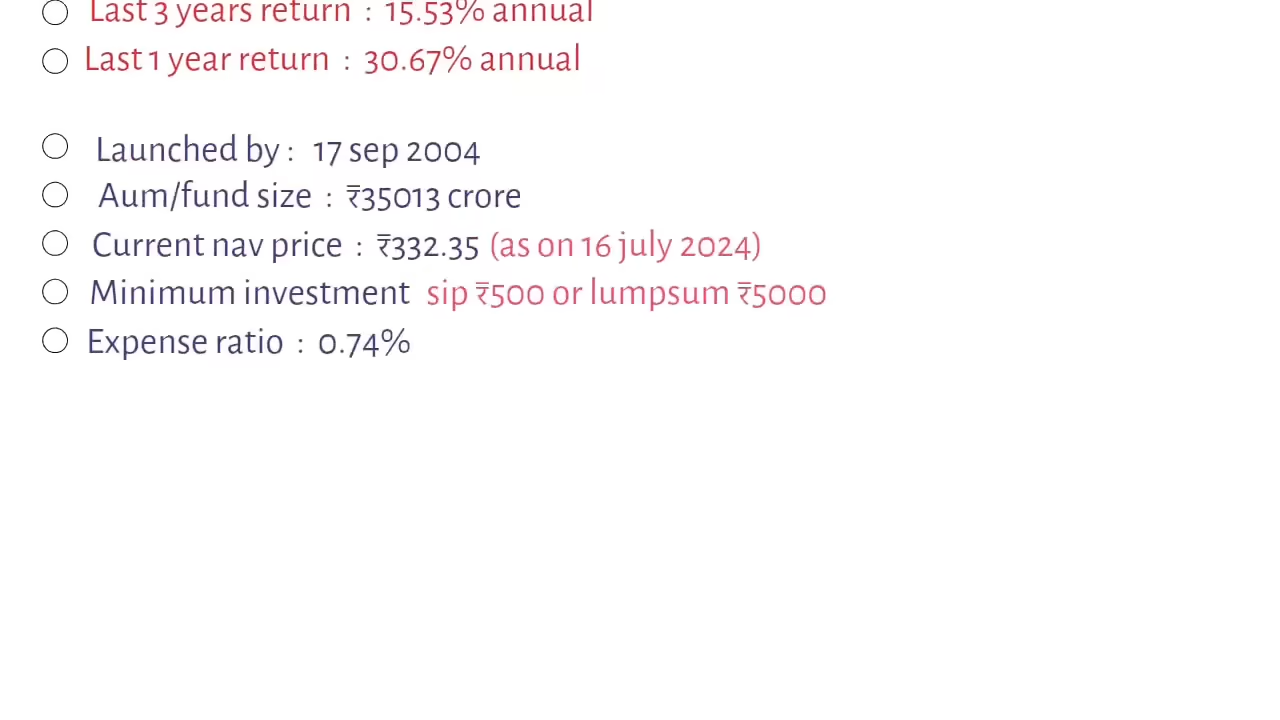 Last 3 years return : 15.53% annual
Last 1 year return : 30.67% annual
Launched by : 17 sep 2004
Aum/fund size : ₹35013 crore
Current nav price : ₹332.35 (as on 16 july 2024)
Minimum investment sip ₹500 or lumpsum ₹5000
Expense ratio : 0.74%